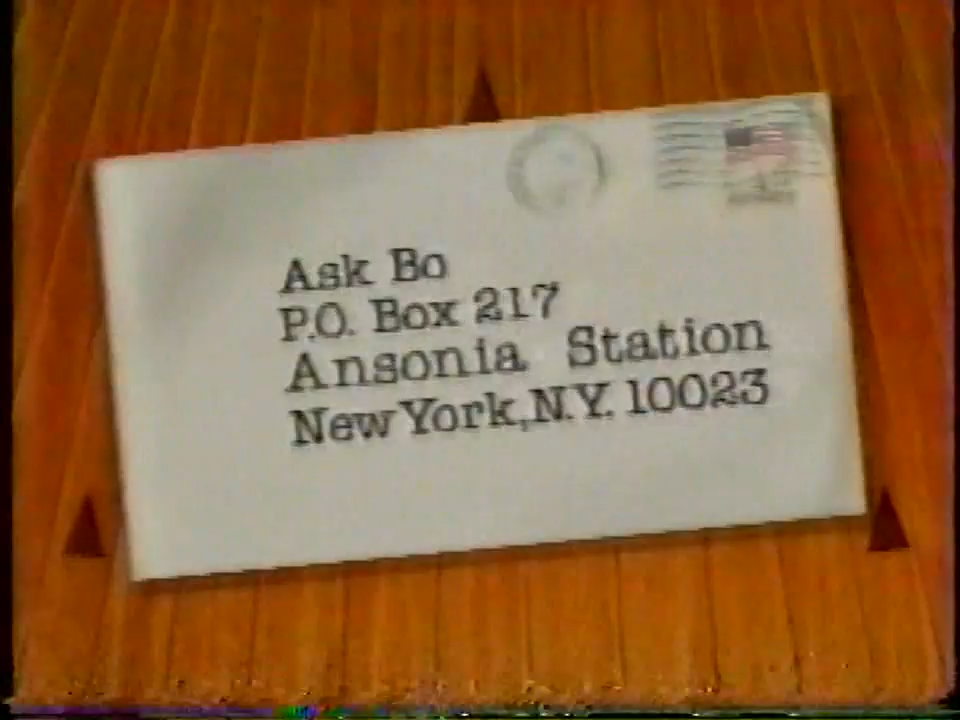 Ask Bo
P.O. Box 217
Ansonia Station
New York, N.Y. 10023